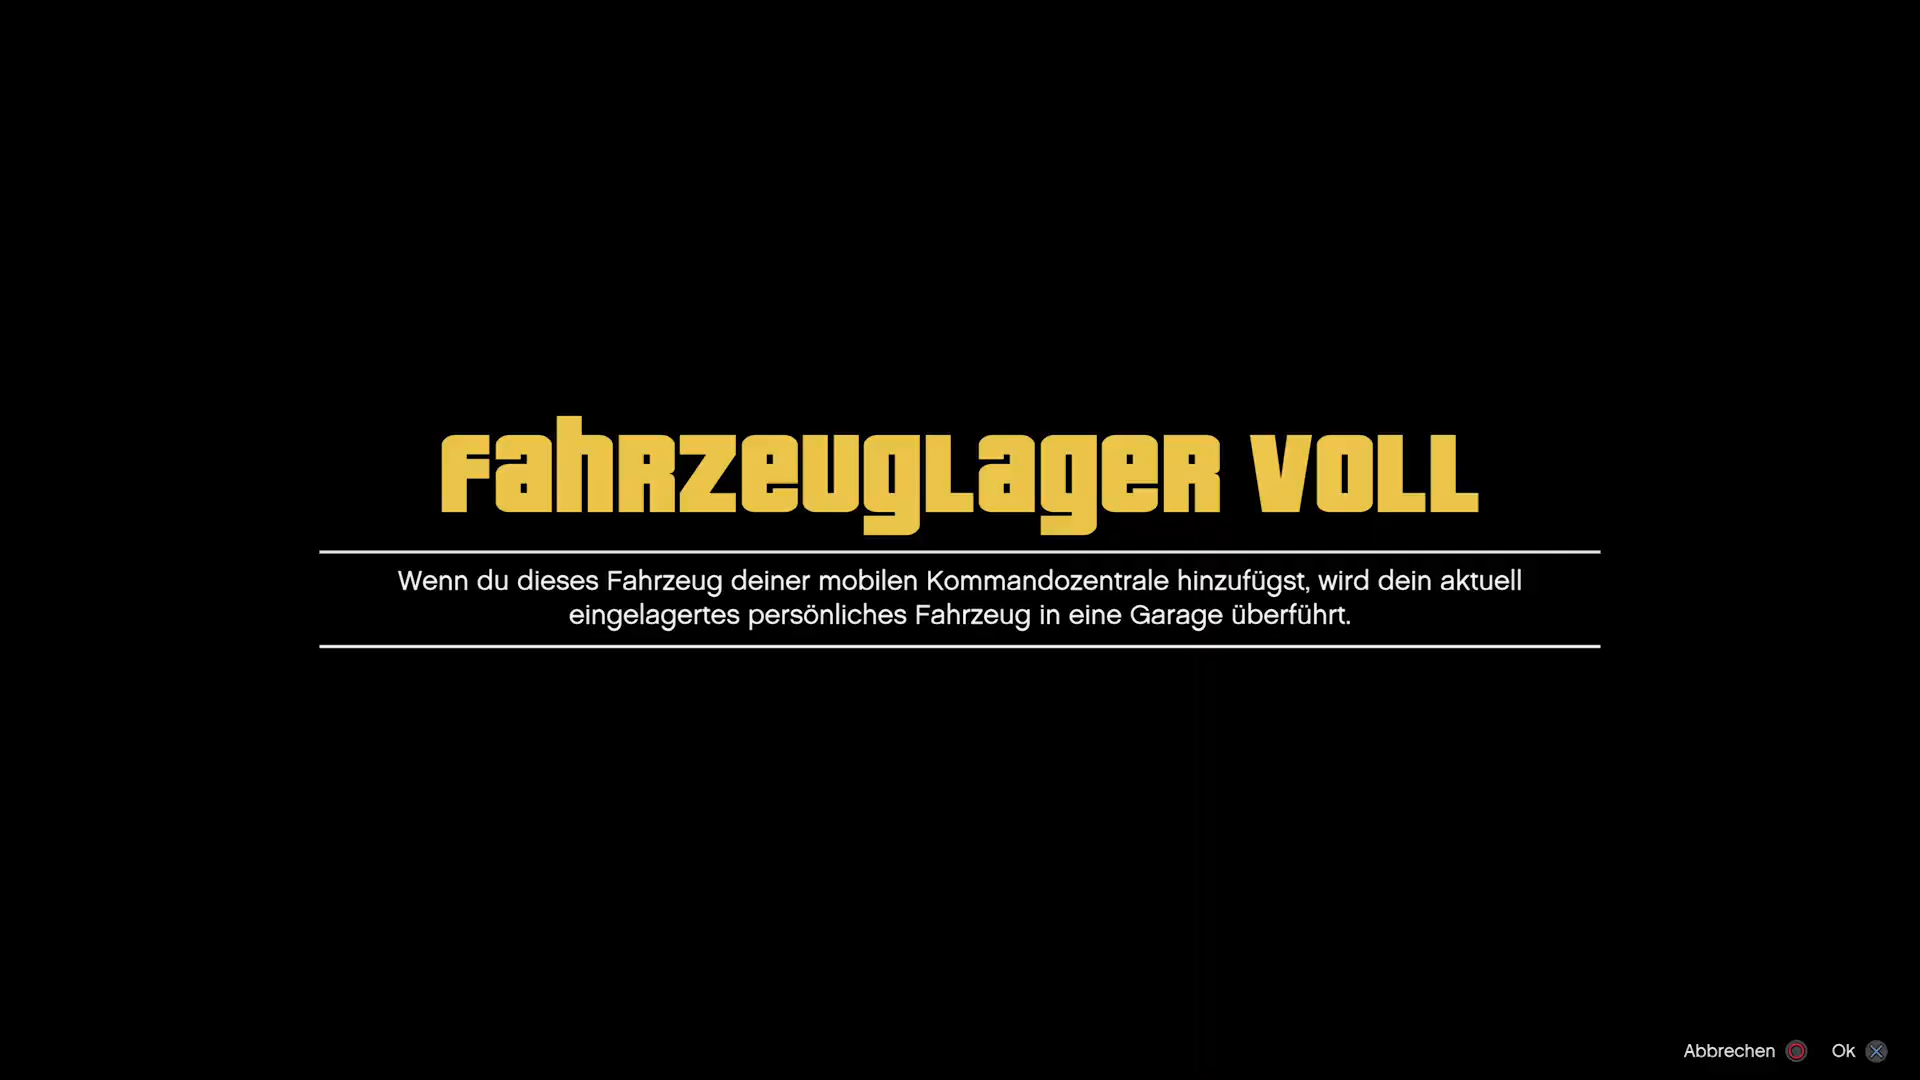 Fahrzeuglager voll
Wenn du dieses Fahrzeug deiner mobilen Kommandozentrale hinzufügst, wird dein aktuell
eingelagertes persönliches Fahrzeug in eine Garage überführt.
Abbrechen Ok